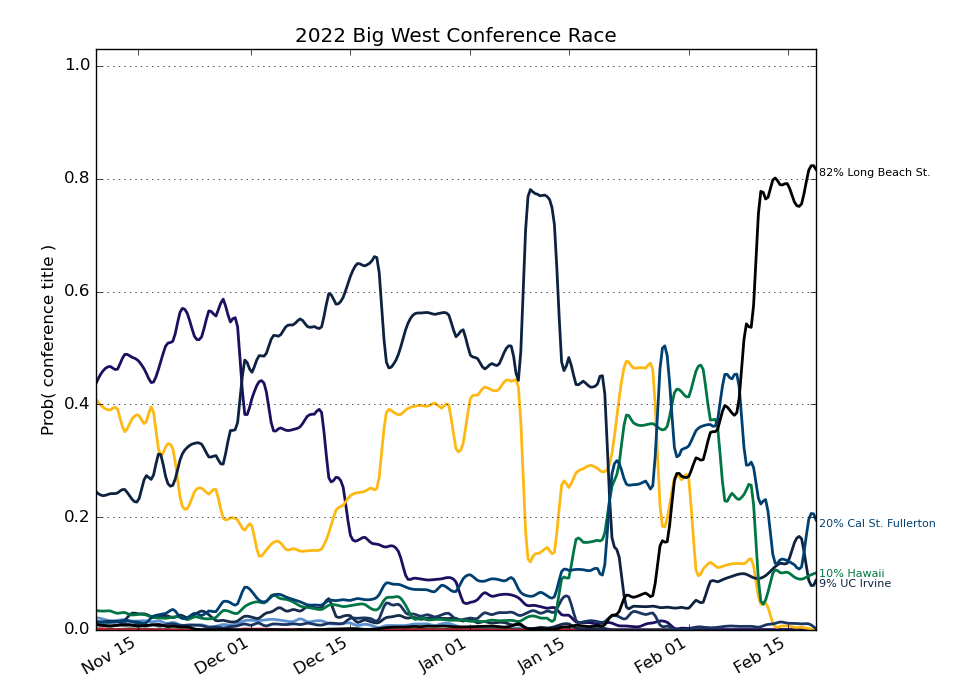 2022 Big West Conference Race
Prob( conference title )
1.0
0.8
0.6
0.4
0.2
0.0
82% Long Beach St.
20% Cal St. Fullerton
10% Hawaii
9% UC Irvine
Nov 15
Dec 01
Dec 15
Jan 01
Jan 15
Feb 01
Feb 15